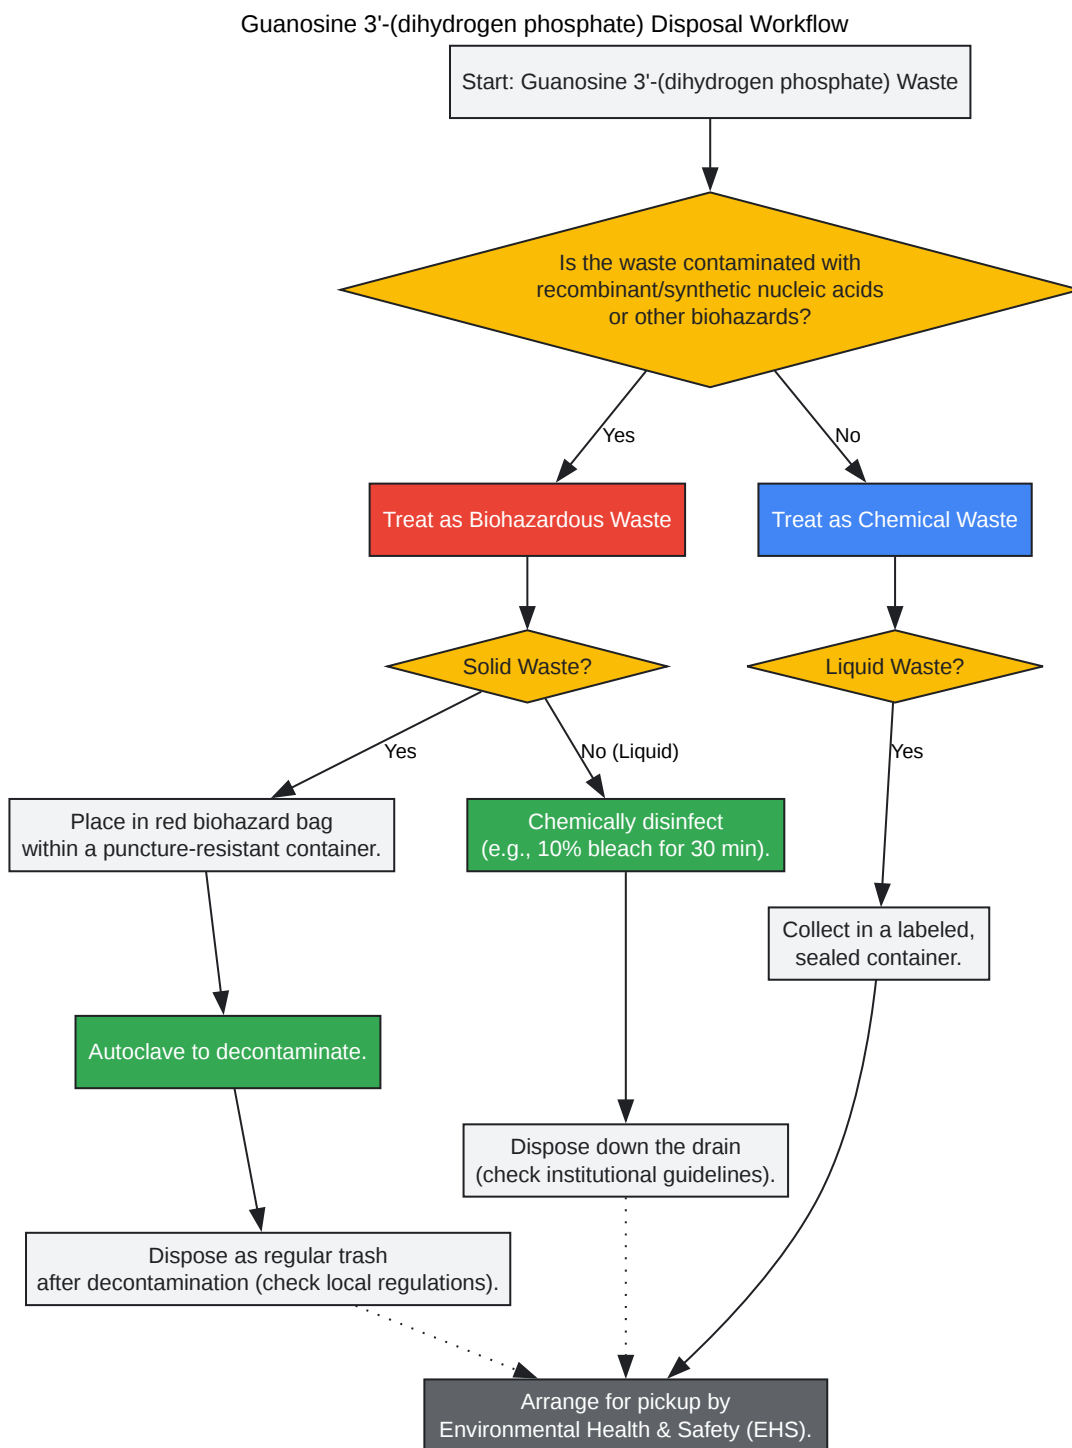 Guanosine 3'-(dihydrogen phosphate) Disposal Workflow
Start: Guanosine 3'-(dihydrogen phosphate) Waste
Is the waste contaminated with
recombinant/synthetic nucleic acids
or other biohazards?
Yes
No
Treat as Biohazardous Waste
Treat as Chemical Waste
Solid Waste?
Liquid Waste?
Yes
No (Liquid)
Yes
Place in red biohazard bag
within a puncture-resistant container.
Chemically disinfect
(e.g., 10% bleach for 30 min).
Collect in a labeled,
sealed container.
Autoclave to decontaminate.
Dispose down the drain
(check institutional guidelines).
Dispose as regular trash
after decontamination (check local regulations).
Arrange for pickup by
Environmental Health & Safety (EHS).